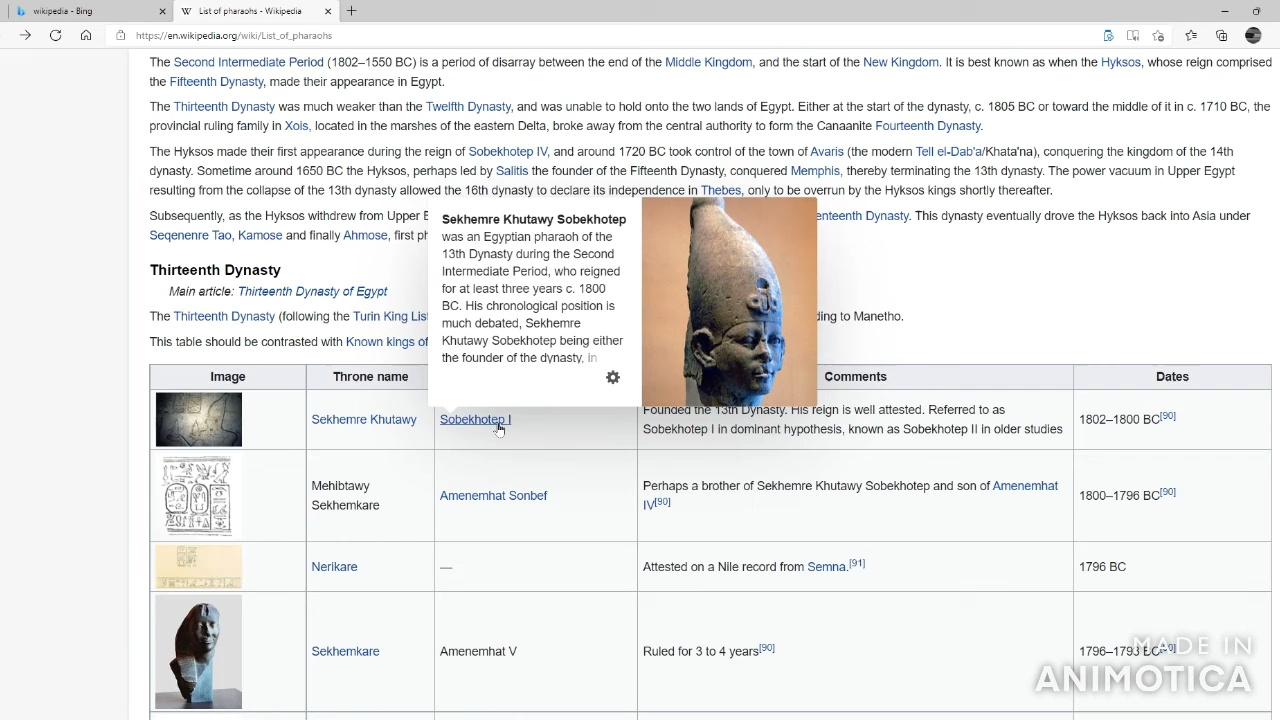 wikipedia - Bing
List of pharaohs - Wikipedia
https://en.wikipedia.org/wiki/List_of_pharaohs
The Second Intermediate Period (1802–1550 BC) is a period of disarray between the end of the Middle Kingdom, and the start of the New Kingdom. It is best known as when the Hyksos, whose reign comprised
the Fifteenth Dynasty, made their appearance in Egypt.
The Thirteenth Dynasty was much weaker than the Twelfth Dynasty, and was unable to hold onto the two lands of Egypt. Either at the start of the dynasty, c. 1805 BC or toward the middle of it in c. 1710 BC, the
provincial ruling family in Xois, located in the marshes of the eastern Delta, broke away from the central authority to form the Canaanite Fourteenth Dynasty.
The Hyksos made their first appearance during the reign of Sobekhotep IV, and around 1720 BC took control of the town of Avaris (the modern Tell el-Dab'a/Khata'na), conquering the kingdom of the 14th
dynasty. Sometime around 1650 BC the Hyksos, perhaps led by Salitis the founder of the Fifteenth Dynasty, conquered Memphis, thereby terminating the 13th dynasty. The power vacuum in Upper Egypt
resulting from the collapse of the 13th dynasty allowed the 16th dynasty to declare its independence in Thebes, only to be overrun by the Hyksos kings shortly thereafter.
Subsequently, as the Hyksos withdrew from Upper E
enteenth Dynasty. This dynasty eventually drove the Hyksos back into Asia under
Seqenenre Tao, Kamose and finally Ahmose, first ph
Sekhemre Khutawy Sobekhotep
was an Egyptian pharaoh of the
13th Dynasty during the Second
Intermediate Period, who reigned
for at least three years c. 1800
BC. His chronological position is
much debated, Sekhemre
Khutawy Sobekhotep being either
the founder of the dynasty, in
Thirteenth Dynasty
Main article: Thirteenth Dynasty of Egypt
The Thirteenth Dynasty (following the Turin King Lis
ding to Manetho.
This table should be contrasted with Known kings of
Image
Throne name
Comments
Dates
Sekhemre Khutawy
Sobekhotep I
Founded the 13th Dynasty. His reign is well attested. Referred to as
Sobekhotep I in dominant hypothesis, known as Sobekhotep II in older studies
1802–1800 BC[90]
Mehibtawy
Sekhemkare
Amenemhat Sonbef
Perhaps a brother of Sekhemre Khutawy Sobekhotep and son of Amenemhat
IV[90]
1800–1796 BC[90]
Nerikare
—
Attested on a Nile record from Semna.[91]
1796 BC
Sekhemkare
Amenemhat V
Ruled for 3 to 4 years[90]
1796–1793 BC[90]
MADE IN
ANIMOTICA